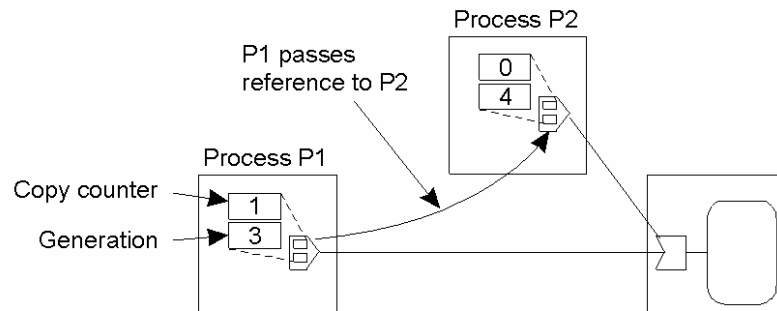 Process P2
P1 passes
reference to P2
0
4
Process P1
Copy counter
1
Generation
3